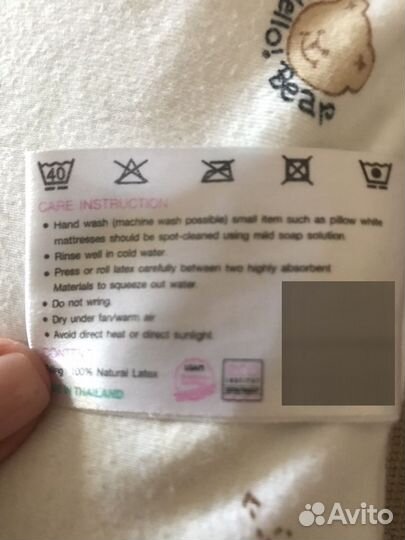 Hello!
Bear
40
CARE INSTRUCTION
• Hand wash (machine wash possible) small item such as pillow white
mattresses should be spot-cleaned using mild soap solution.
• Rinse well in cold water.
• Press or roll latex carefully between two highly absorbent
Materials to squeeze out water.
• Do not wring.
• Dry under fan/warm air
• Avoid direct heat or direct sunlight.
CONTENT
100% Natural Latex
THAILAND
Avito